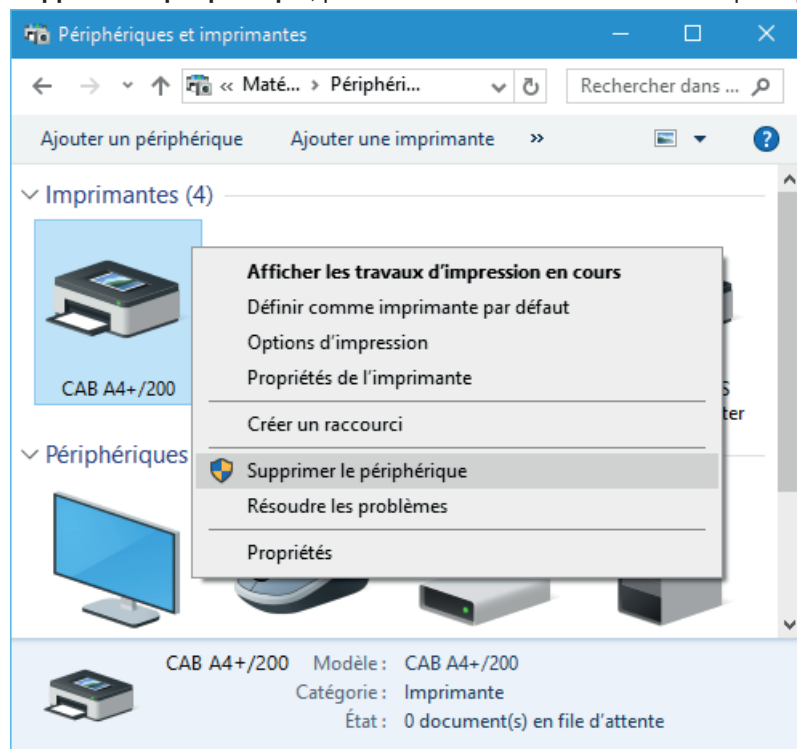 Périphériques et imprimantes
« Maté... › Périphéri...
Rechercher dans ...
Ajouter un périphérique Ajouter une imprimante »
Imprimantes (4)
Afficher les travaux d'impression en cours
Définir comme imprimante par défaut
Options d'impression
Propriétés de l'imprimante
CAB A4+/200
Créer un raccourci
Périphériques
Supprimer le périphérique
Résoudre les problèmes
Propriétés
CAB A4+/200 Modèle : CAB A4+/200
Catégorie : Imprimante
État : 0 document(s) en file d'attente